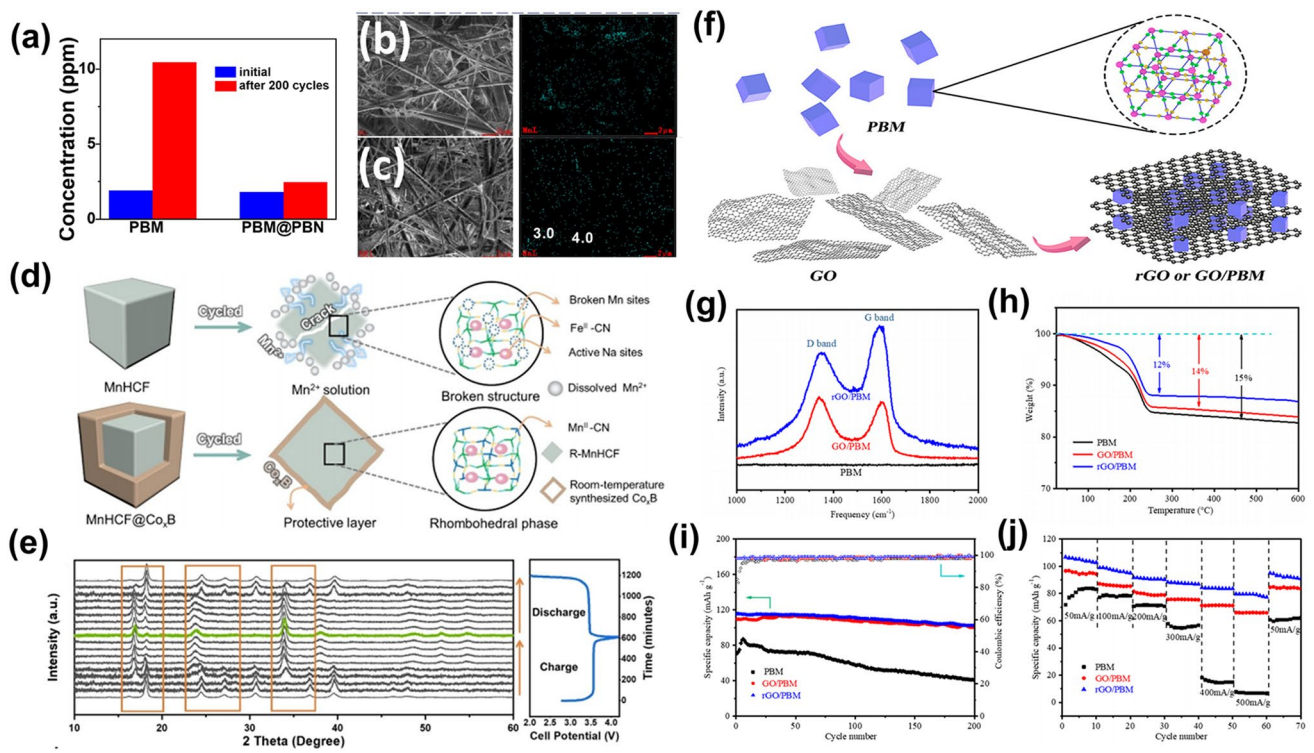 (a)
Concentration (ppm)
10
5
0
initial
after 200 cycles
PBM
PBM@PBN
(b)
MnL
2μm
(c)
3.0
4.0
(d)
Cycled
Crack
Mn²⁺
MnHCF
Mn²⁺ solution
Broken structure
Broken Mn sites
Feᴵᴵ -CN
Active Na sites
Dissolved Mn²⁺
Cycled
CoₓB
MnHCF@CoₓB
Protective layer
Rhombohedral phase
Mnᴵᴵ -CN
R-MnHCF
Room-temperature
synthesized CoₓB
(e)
Intensity (a.u.)
10 20 30 40 50 60
2 Theta (Degree)
Discharge
Charge
2.0 2.5 3.5 4.0
Cell Potential (V)
1200
1000
800
600
400
200
0
Time (minutes)
(f)
PBM
GO
rGO or GO/PBM
(g)
Intensity (a.u.)
D band
G band
rGO/PBM
GO/PBM
PBM
1000 1200 1400 1600 1800 2000
Frequency (cm⁻¹)
(h)
Weight (%)
100
90
80
70
12%
14%
15%
PBM
GO/PBM
rGO/PBM
0 100 200 300 400 500 600
Temperature (°C)
(i)
Specific capacity (mAh g⁻¹)
200
180
160
140
120
100
80
60
40
20
0
PBM
GO/PBM
rGO/PBM
0 50 100 150 200
Cycle number
100
80
60
40
20
0
Coulombic efficiency (%)
(j)
Specific capacity (mAh g⁻¹)
120
100
80
60
40
20
0
50mA/g
100mA/g
200mA/g
300mA/g
400mA/g
500mA/g
50mA/g
PBM
GO/PBM
rGO/PBM
0 10 20 30 40 50 60 70
Cycle number